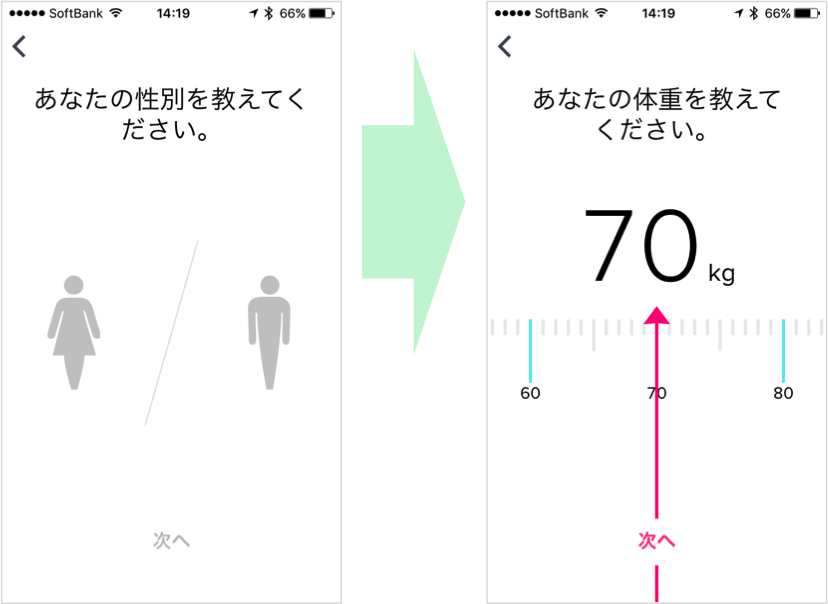 SoftBank 14:19 66%
あなたの性別を教えてく
ださい。
次へ
SoftBank 14:19 66%
あなたの体重を教えて
ください。
70 kg
60 70 80
次へ